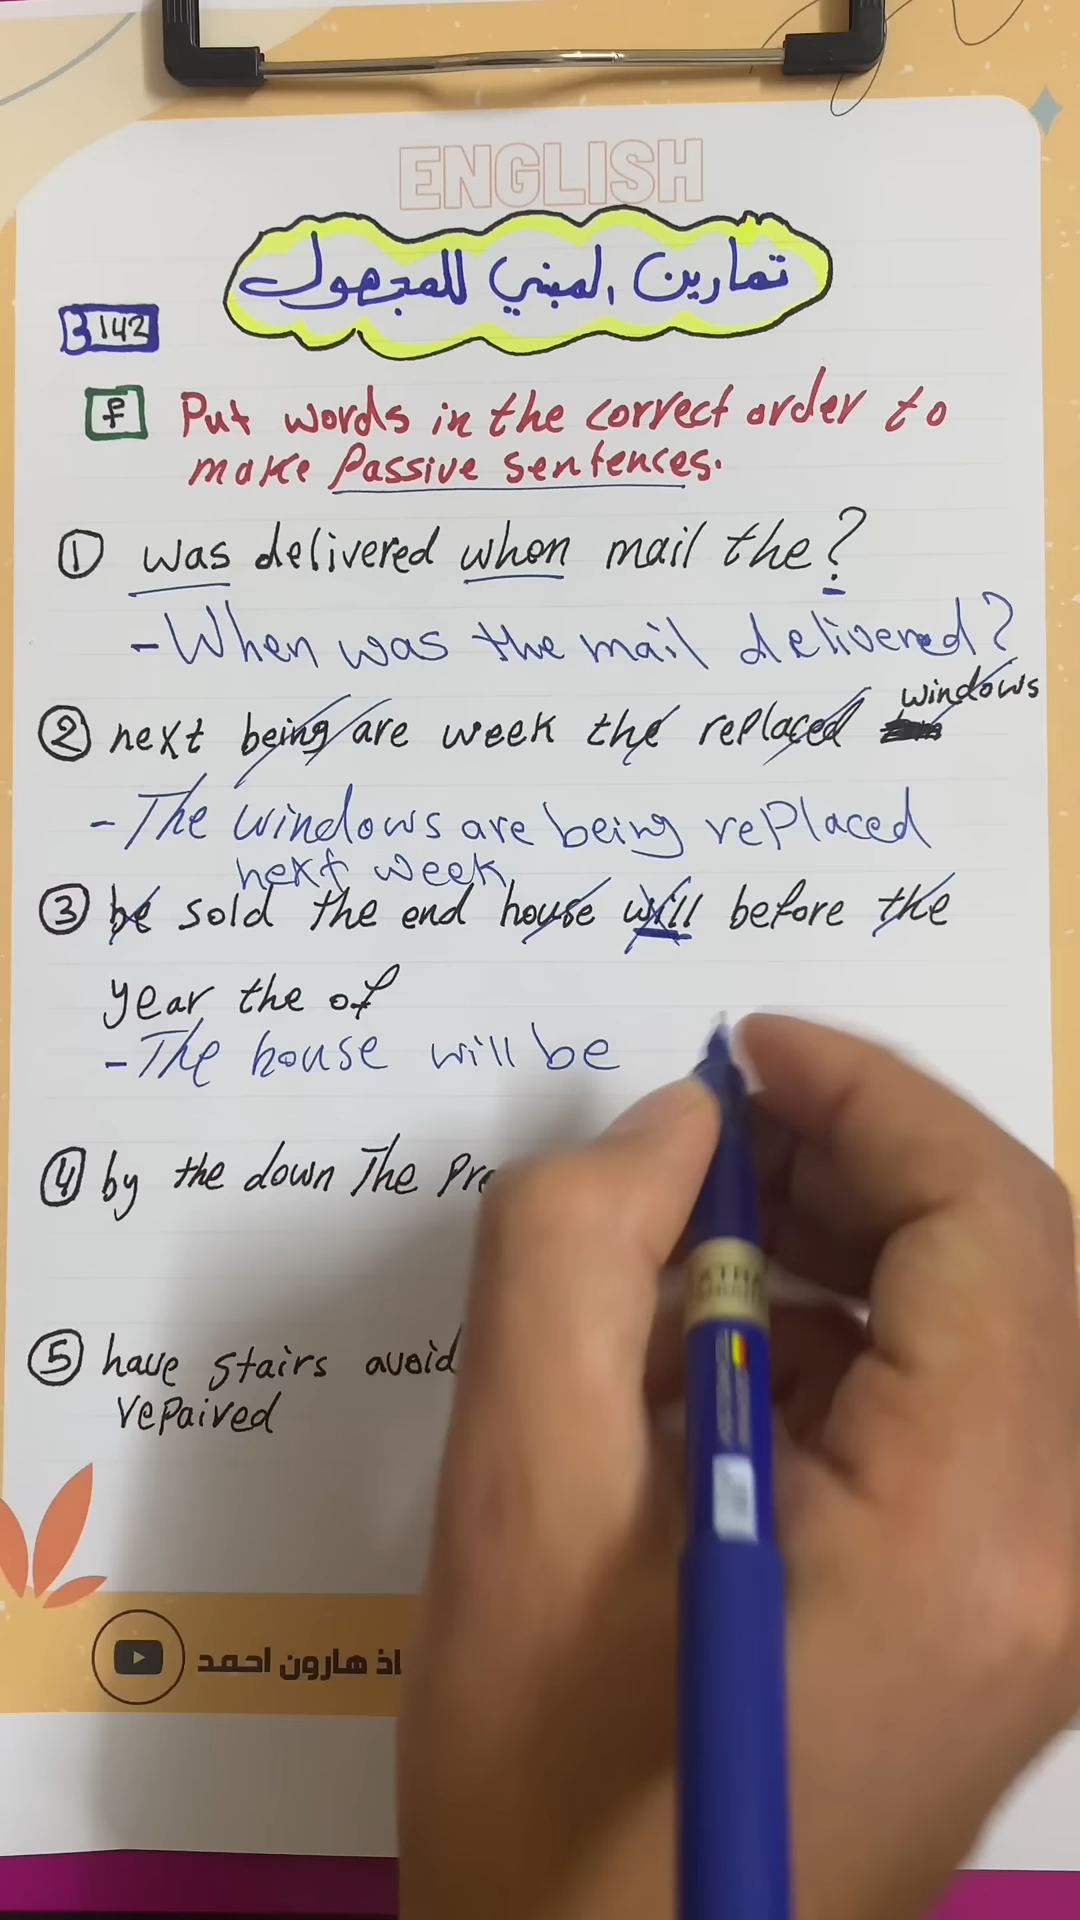 ENGLISH
تمارين المبني للمجهول
B 142
f Put words in the correct order to
make Passive sentences.
① was delivered when mail the?
- When was the mail delivered?
windows
② next being are week the replaced
- The windows are being replaced
next week
③ be sold the end house will before the
year the of
- The house will be
④ by the down The
⑤ have stairs avoid
repaired
هارون احمد